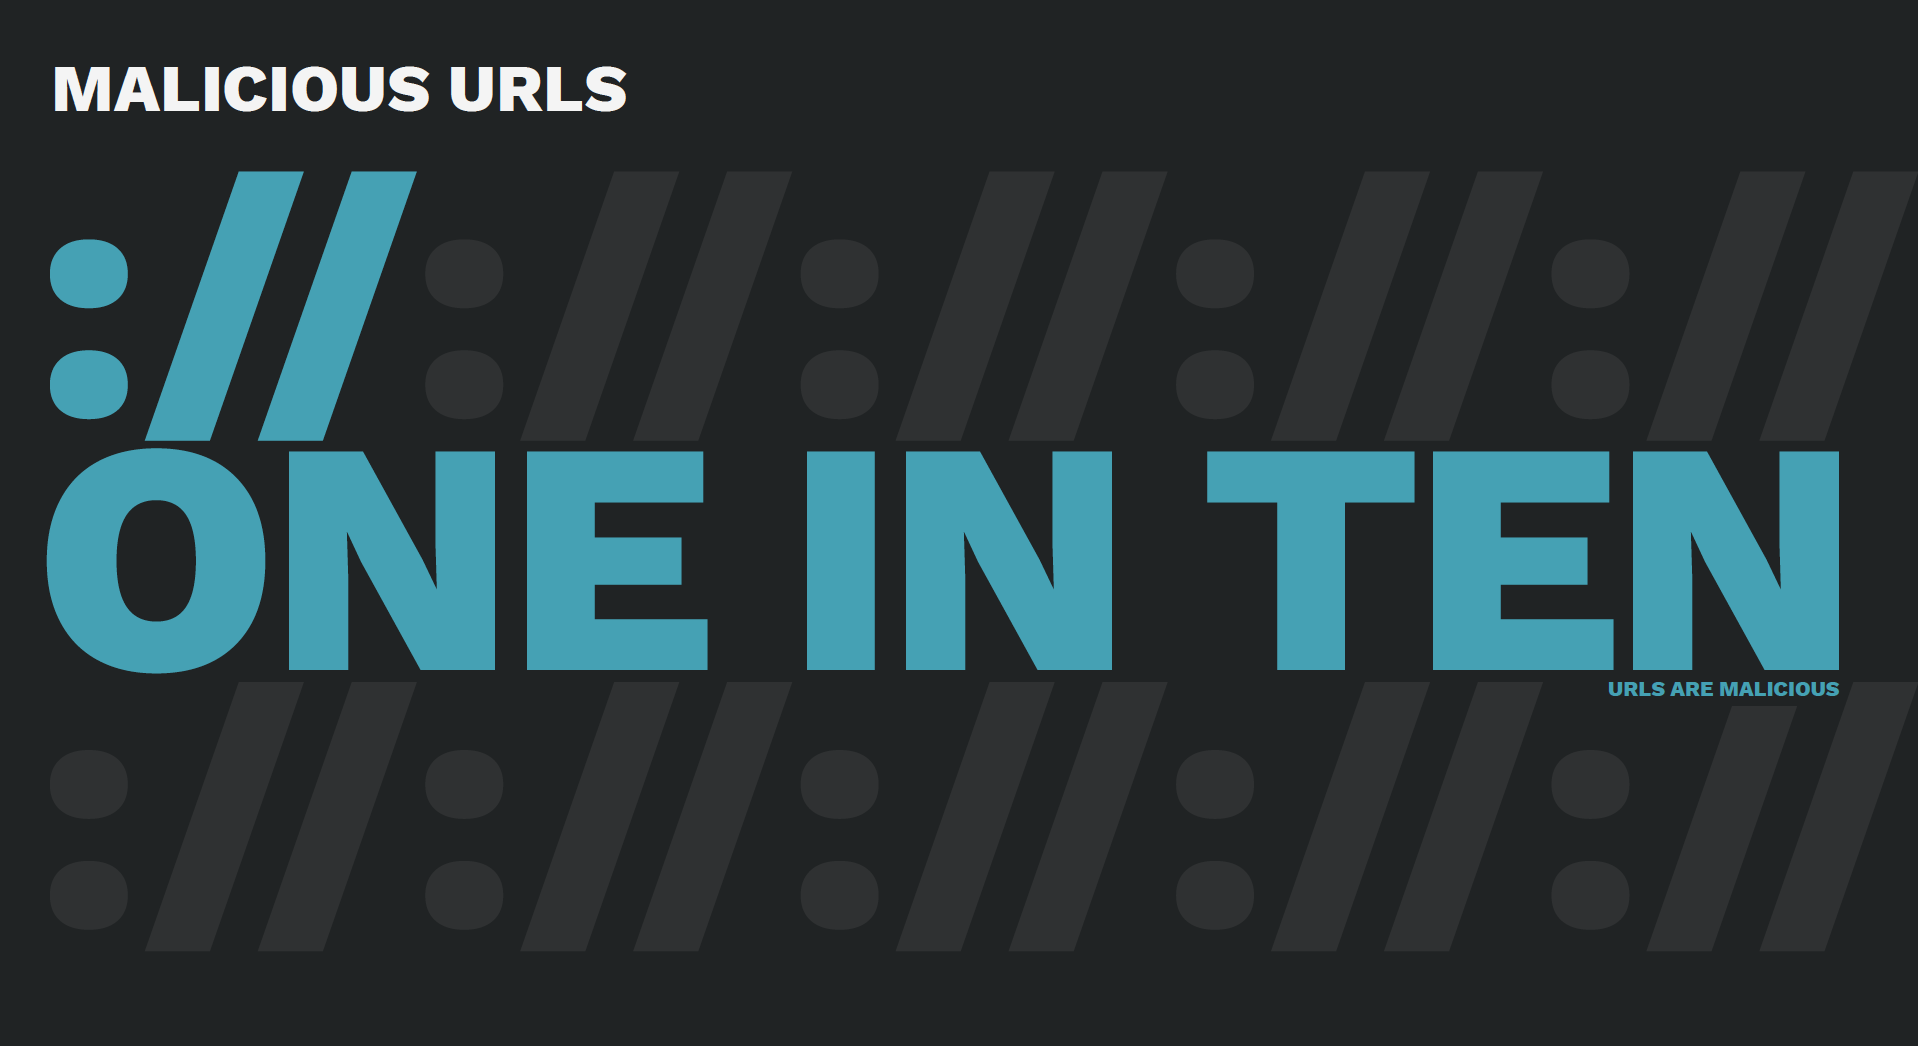 MALICIOUS URLS
:// :// :// :// ://
ONE IN TEN
URLS ARE MALICIOUS
:// :// :// :// ://